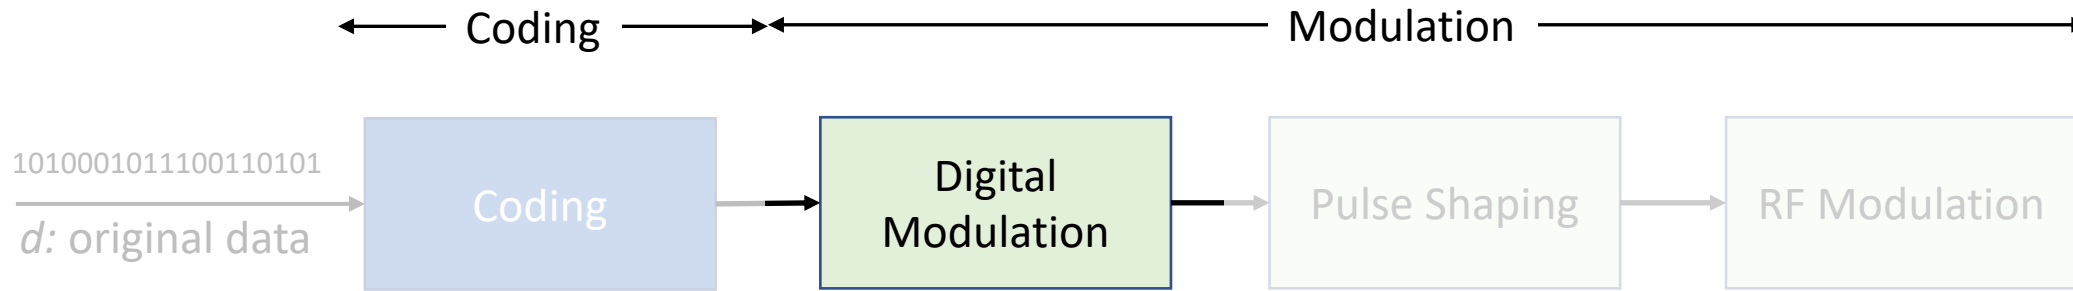 Coding
Modulation
1010001011100110101
d: original data
Coding
Digital
Modulation
Pulse Shaping
RF Modulation